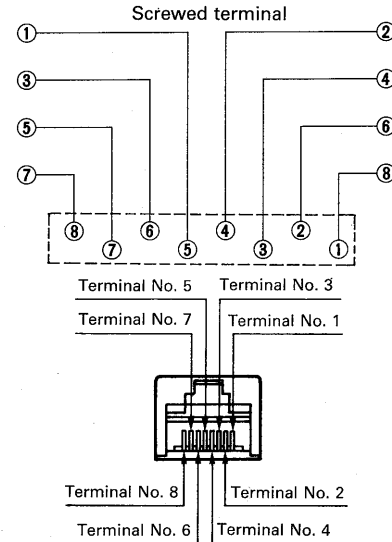 Screwed terminal
① ②
③ ④
⑤ ⑥
⑦ ⑧
⑧ ⑥ ④ ②
⑦ ⑤ ③ ①
Terminal No. 5 Terminal No. 3
Terminal No. 7 Terminal No. 1
Terminal No. 8 Terminal No. 2
Terminal No. 6 Terminal No. 4